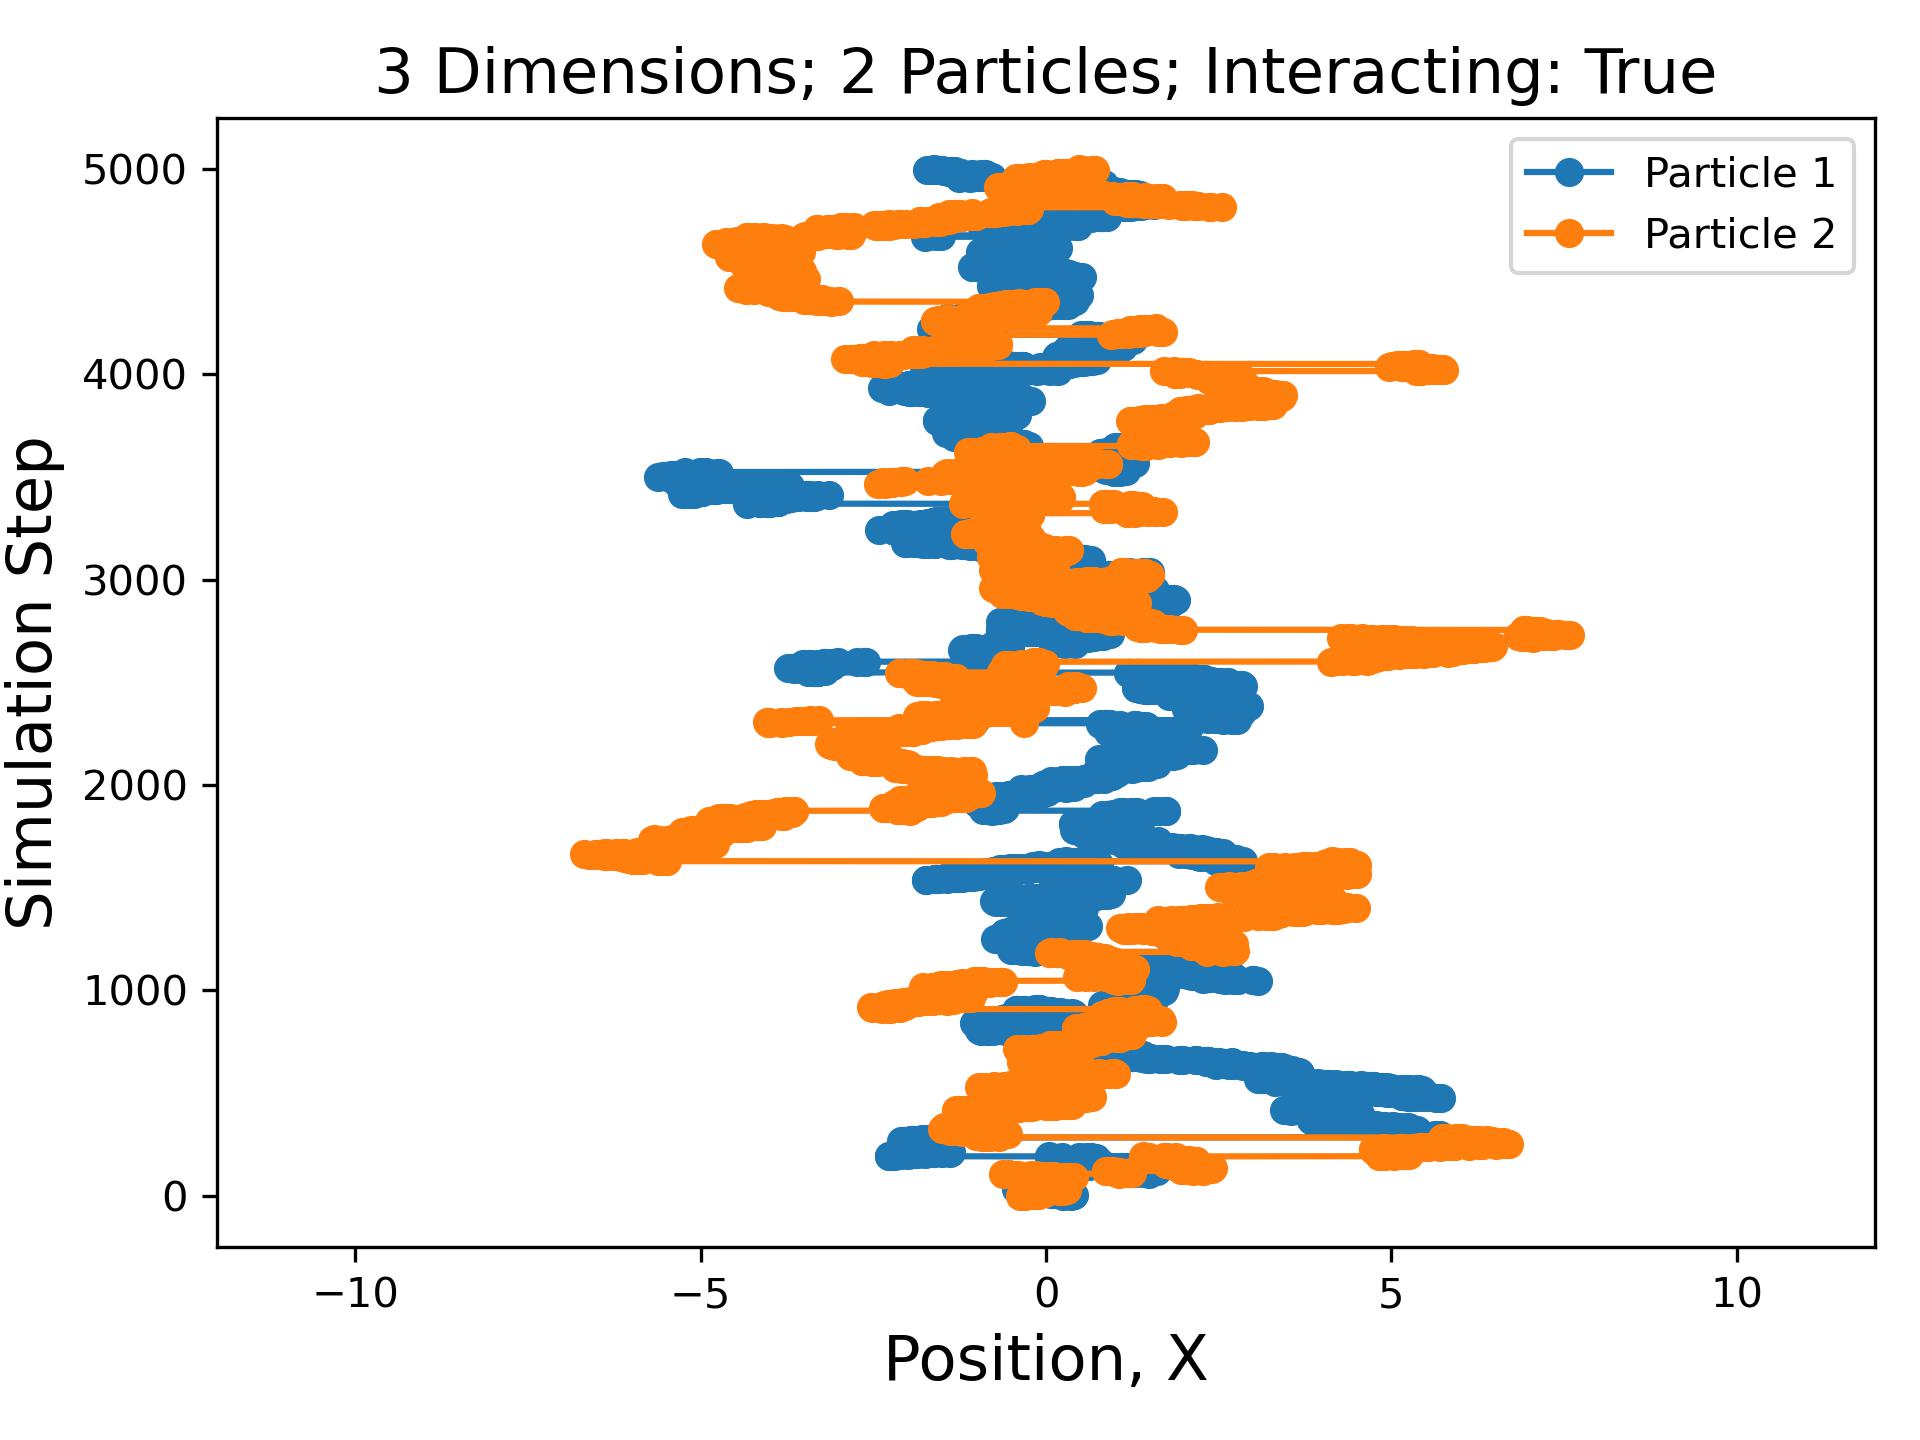 3 Dimensions; 2 Particles; Interacting: True
Particle 1
Particle 2
5000
4000
3000
2000
1000
0
Simulation Step
−10
−5
0
5
10
Position, X